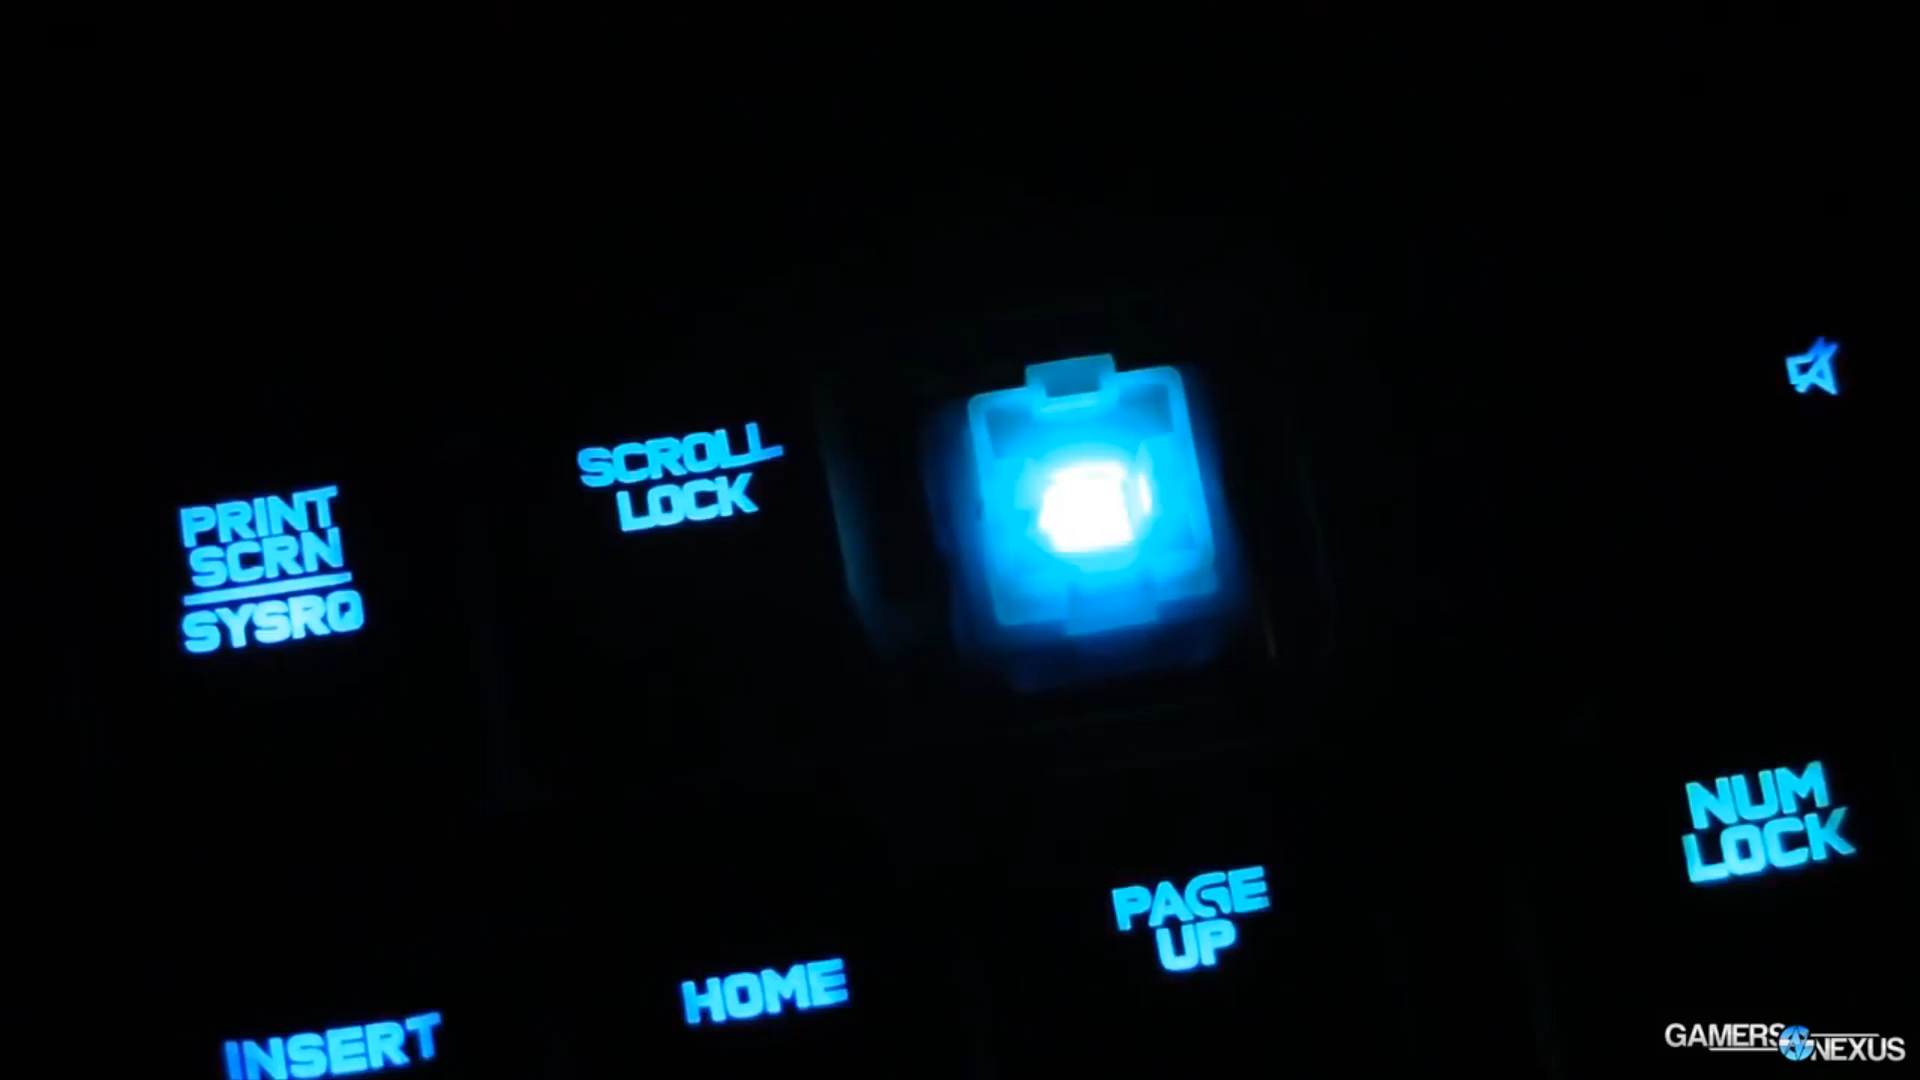 PRINT
SCRN
SYSRQ
SCROLL
LOCK
NUM
LOCK
PAGE
UP
HOME
INSERT
GAMERS NEXUS